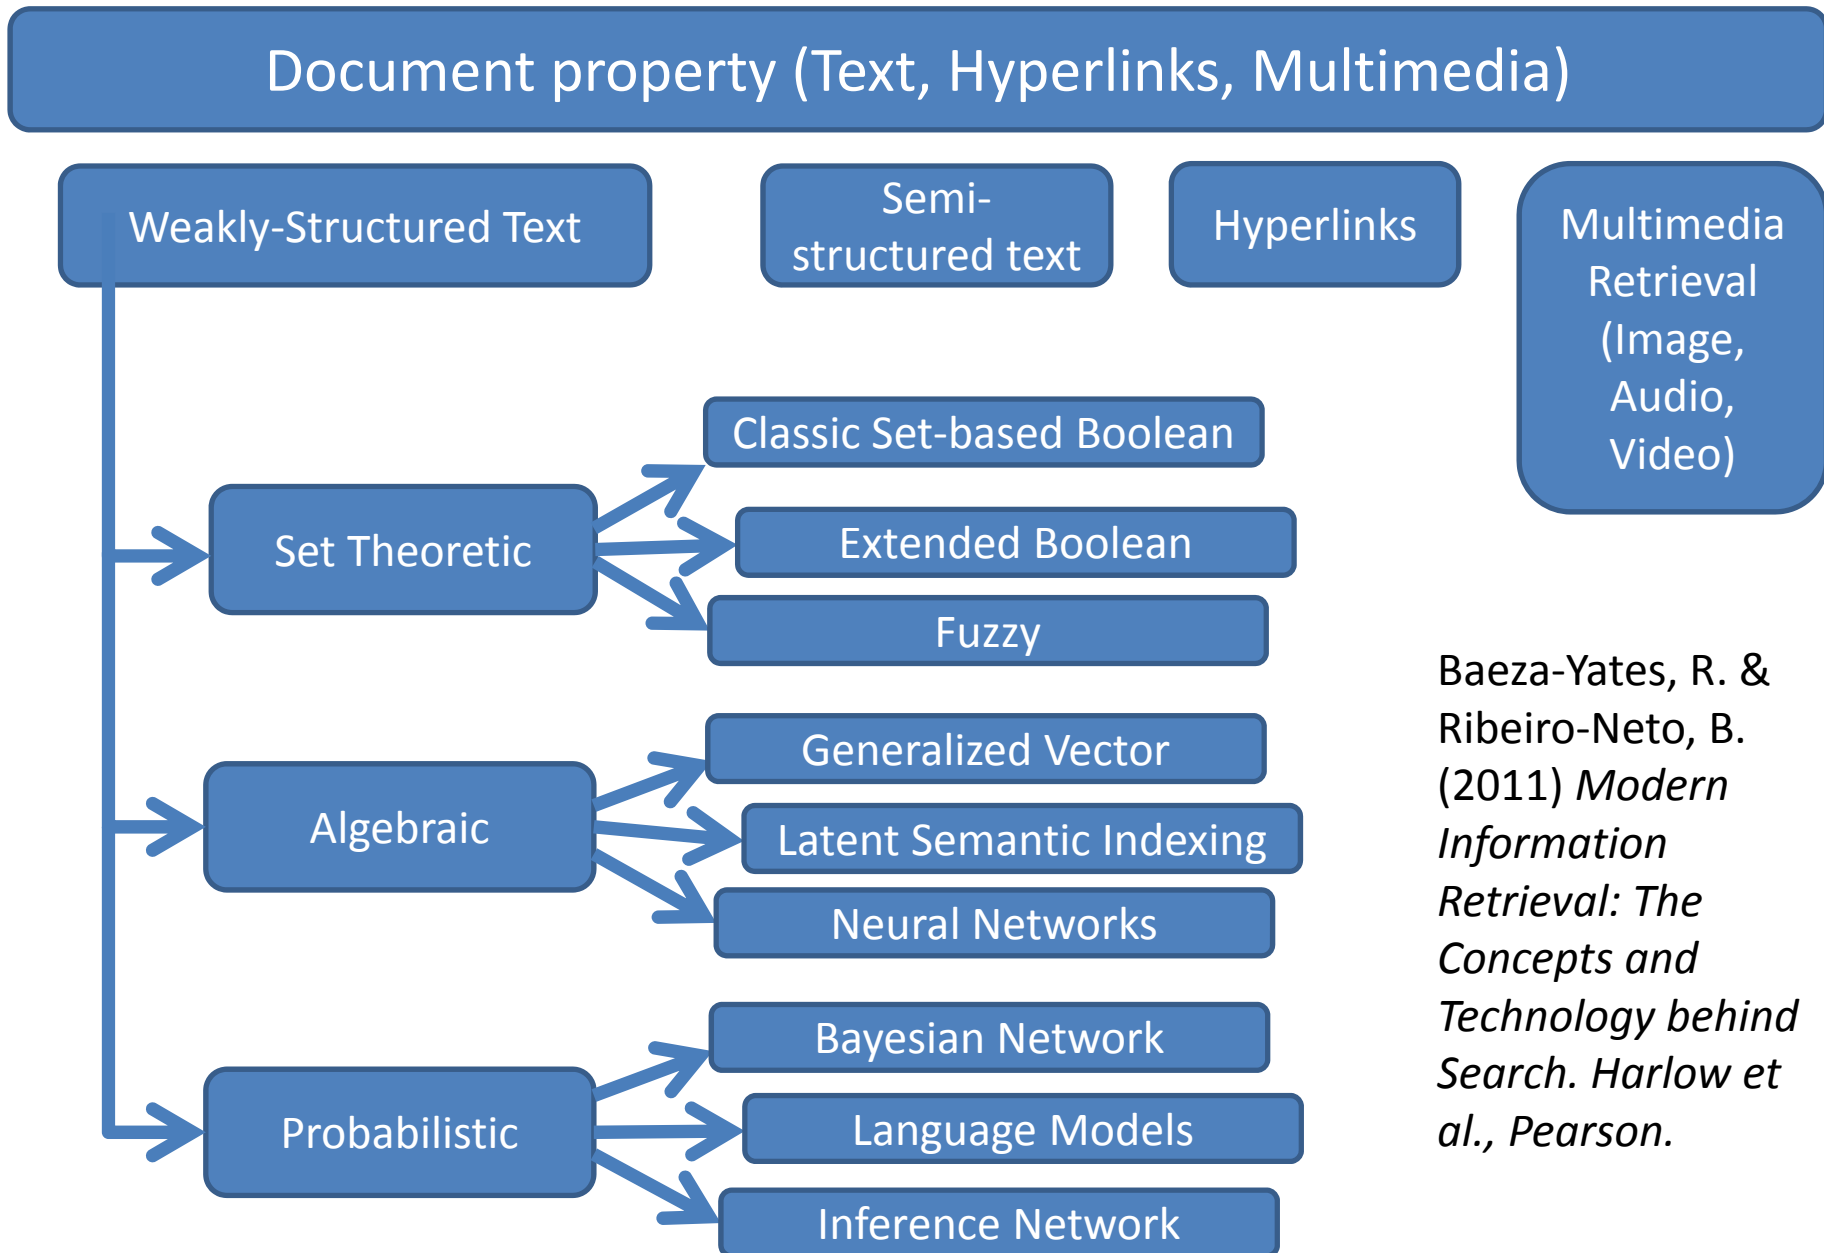 Document property (Text, Hyperlinks, Multimedia)
Weakly-Structured Text
Semi-
structured text
Hyperlinks
Multimedia
Retrieval
(Image,
Audio,
Video)
Set Theoretic
Classic Set-based Boolean
Extended Boolean
Fuzzy
Algebraic
Generalized Vector
Latent Semantic Indexing
Neural Networks
Probabilistic
Bayesian Network
Language Models
Inference Network
Baeza-Yates, R. &
Ribeiro-Neto, B.
(2011) Modern
Information
Retrieval: The
Concepts and
Technology behind
Search. Harlow et
al., Pearson.